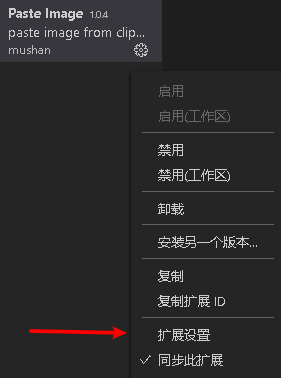 Paste Image 1.0.4
paste image from clip...
mushan
启用
启用(工作区)
禁用
禁用(工作区)
卸载
安装另一个版本...
复制
复制扩展 ID
扩展设置
同步此扩展